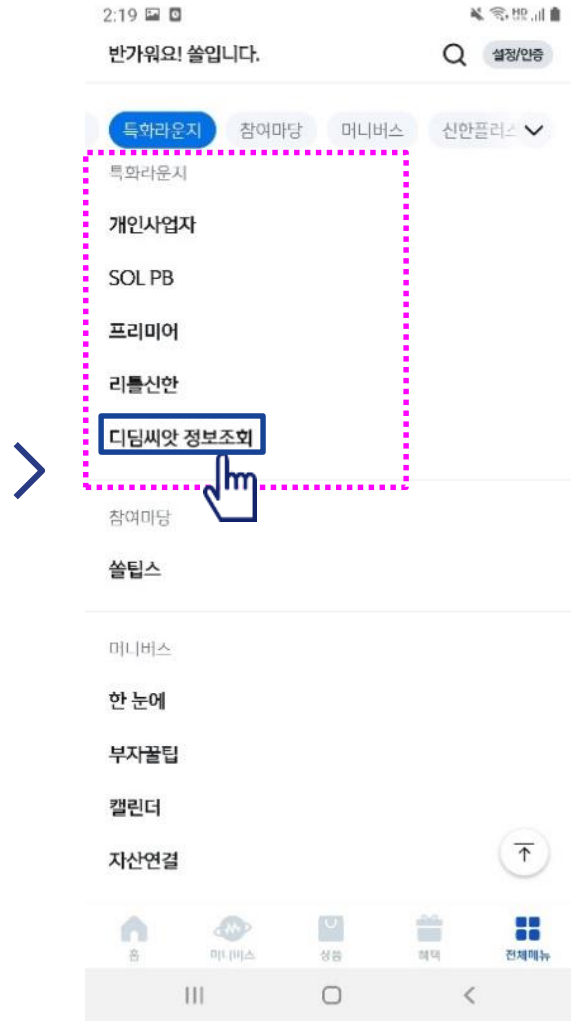 2:19
반가워요! 쏠입니다.
설정/인증
특화라운지 참여마당 머니버스 신한플러스
특화라운지
개인사업자
SOL PB
프리미어
리틀신한
디딤씨앗 정보조회
참여마당
쏠팁스
머니버스
한 눈에
부자꿀팁
캘린더
자산연결
홈 머니버스 상품 혜택 전체메뉴